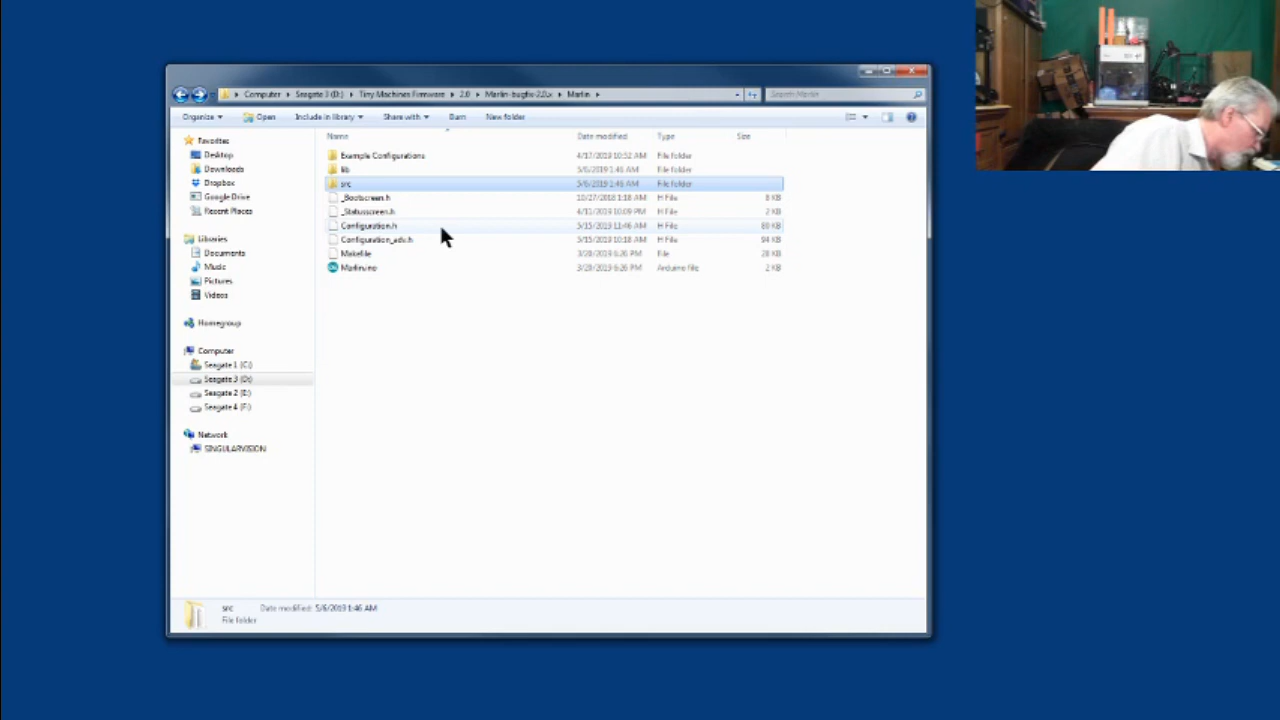 Computer ▸ Seagate 3 (D:) ▸ Tiny Machines Firmware ▸ 2.0 ▸ Marlin-bugfix-2.0.x ▸ Marlin ▸
Search Marlin
Organize Open Include in library Share with Burn New folder
Name Date modified Type Size
Favorites
Desktop
Downloads
Dropbox
Google Drive
Recent Places
Libraries
Documents
Music
Pictures
Videos
Homegroup
Computer
Seagate 1 (C:)
Seagate 3 (D:)
Seagate 2 (E:)
Seagate 4 (F:)
Network
SINGULARVISION
Example Configurations 4/17/2019 10:52 AM File folder
lib 5/6/2019 1:46 AM File folder
src 5/6/2019 1:46 AM File folder
_Bootscreen.h 10/27/2018 1:18 AM H File 8 KB
_Statusscreen.h 4/11/2019 10:09 PM H File 2 KB
Configuration.h 5/15/2019 11:46 AM H File 80 KB
Configuration_adv.h 5/15/2019 10:18 AM H File 94 KB
Makefile 3/20/2019 6:26 PM File 28 KB
Marlin.ino 3/20/2019 6:26 PM Arduino file 2 KB
src Date modified: 5/6/2019 1:46 AM
File folder